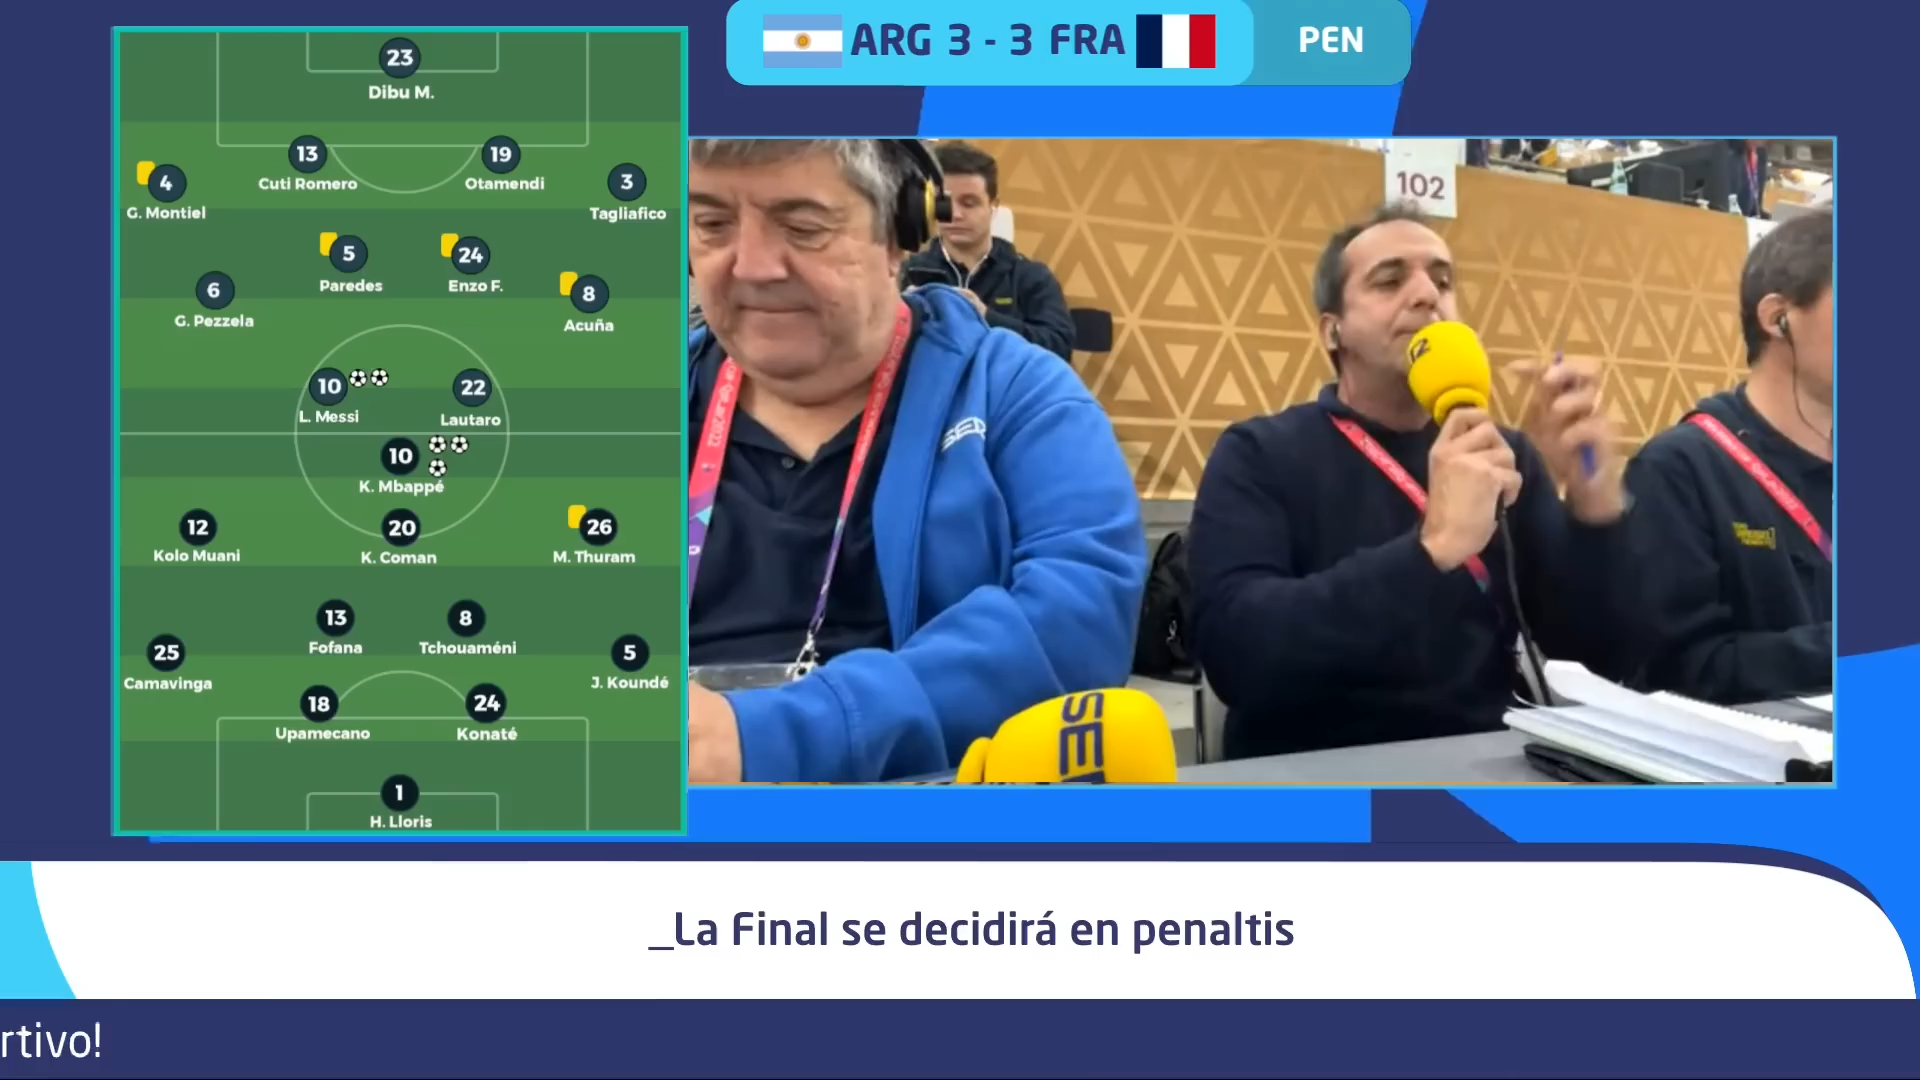 ARG 3 - 3 FRA
PEN
23
Dibu M.
13
19
4
3
Cuti Romero
Otamendi
G. Montiel
Tagliafico
5
24
6
8
Paredes
Enzo F.
G. Pezzela
Acuña
10
22
L. Messi
Lautaro
10
K. Mbappé
12
20
26
Kolo Muani
K. Coman
M. Thuram
13
8
25
5
Fofana
Tchouaméni
Camavinga
J. Koundé
18
24
Upamecano
Konaté
1
H. Lloris
102
SER
SER
_La Final se decidirá en penaltis
rtivo!